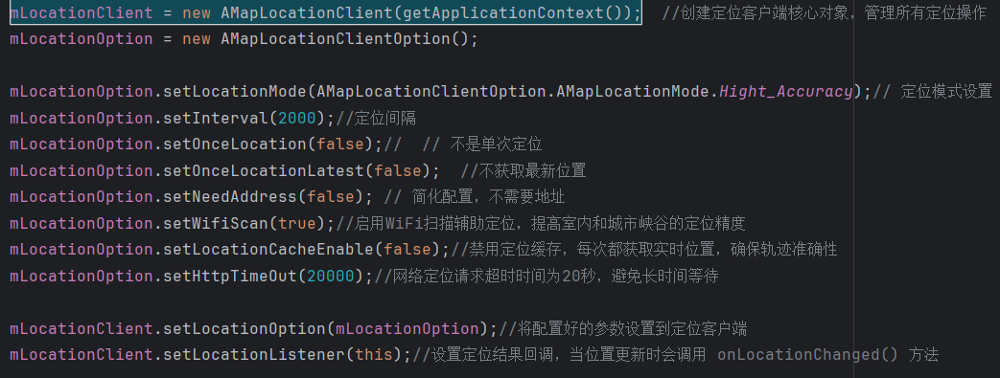 mLocationClient = new AMapLocationClient(getApplicationContext());  //创建定位客户端核心对象，管理所有定位操作
mLocationOption = new AMapLocationClientOption();
mLocationOption.setLocationMode(AMapLocationClientOption.AMapLocationMode.Hight_Accuracy);// 定位模式设置
mLocationOption.setInterval(2000);//定位间隔
mLocationOption.setOnceLocation(false);//  // 不是单次定位
mLocationOption.setOnceLocationLatest(false);  //不获取最新位置
mLocationOption.setNeedAddress(false); // 简化配置，不需要地址
mLocationOption.setWifiScan(true);//启用WiFi扫描辅助定位，提高室内和城市峡谷的定位精度
mLocationOption.setLocationCacheEnable(false);//禁用定位缓存，每次都获取实时位置，确保轨迹准确性
mLocationOption.setHttpTimeOut(20000);//网络定位请求超时时间为20秒，避免长时间等待
mLocationClient.setLocationOption(mLocationOption);//将配置好的参数设置到定位客户端
mLocationClient.setLocationListener(this);//设置定位结果回调，当位置更新时会调用 onLocationChanged() 方法